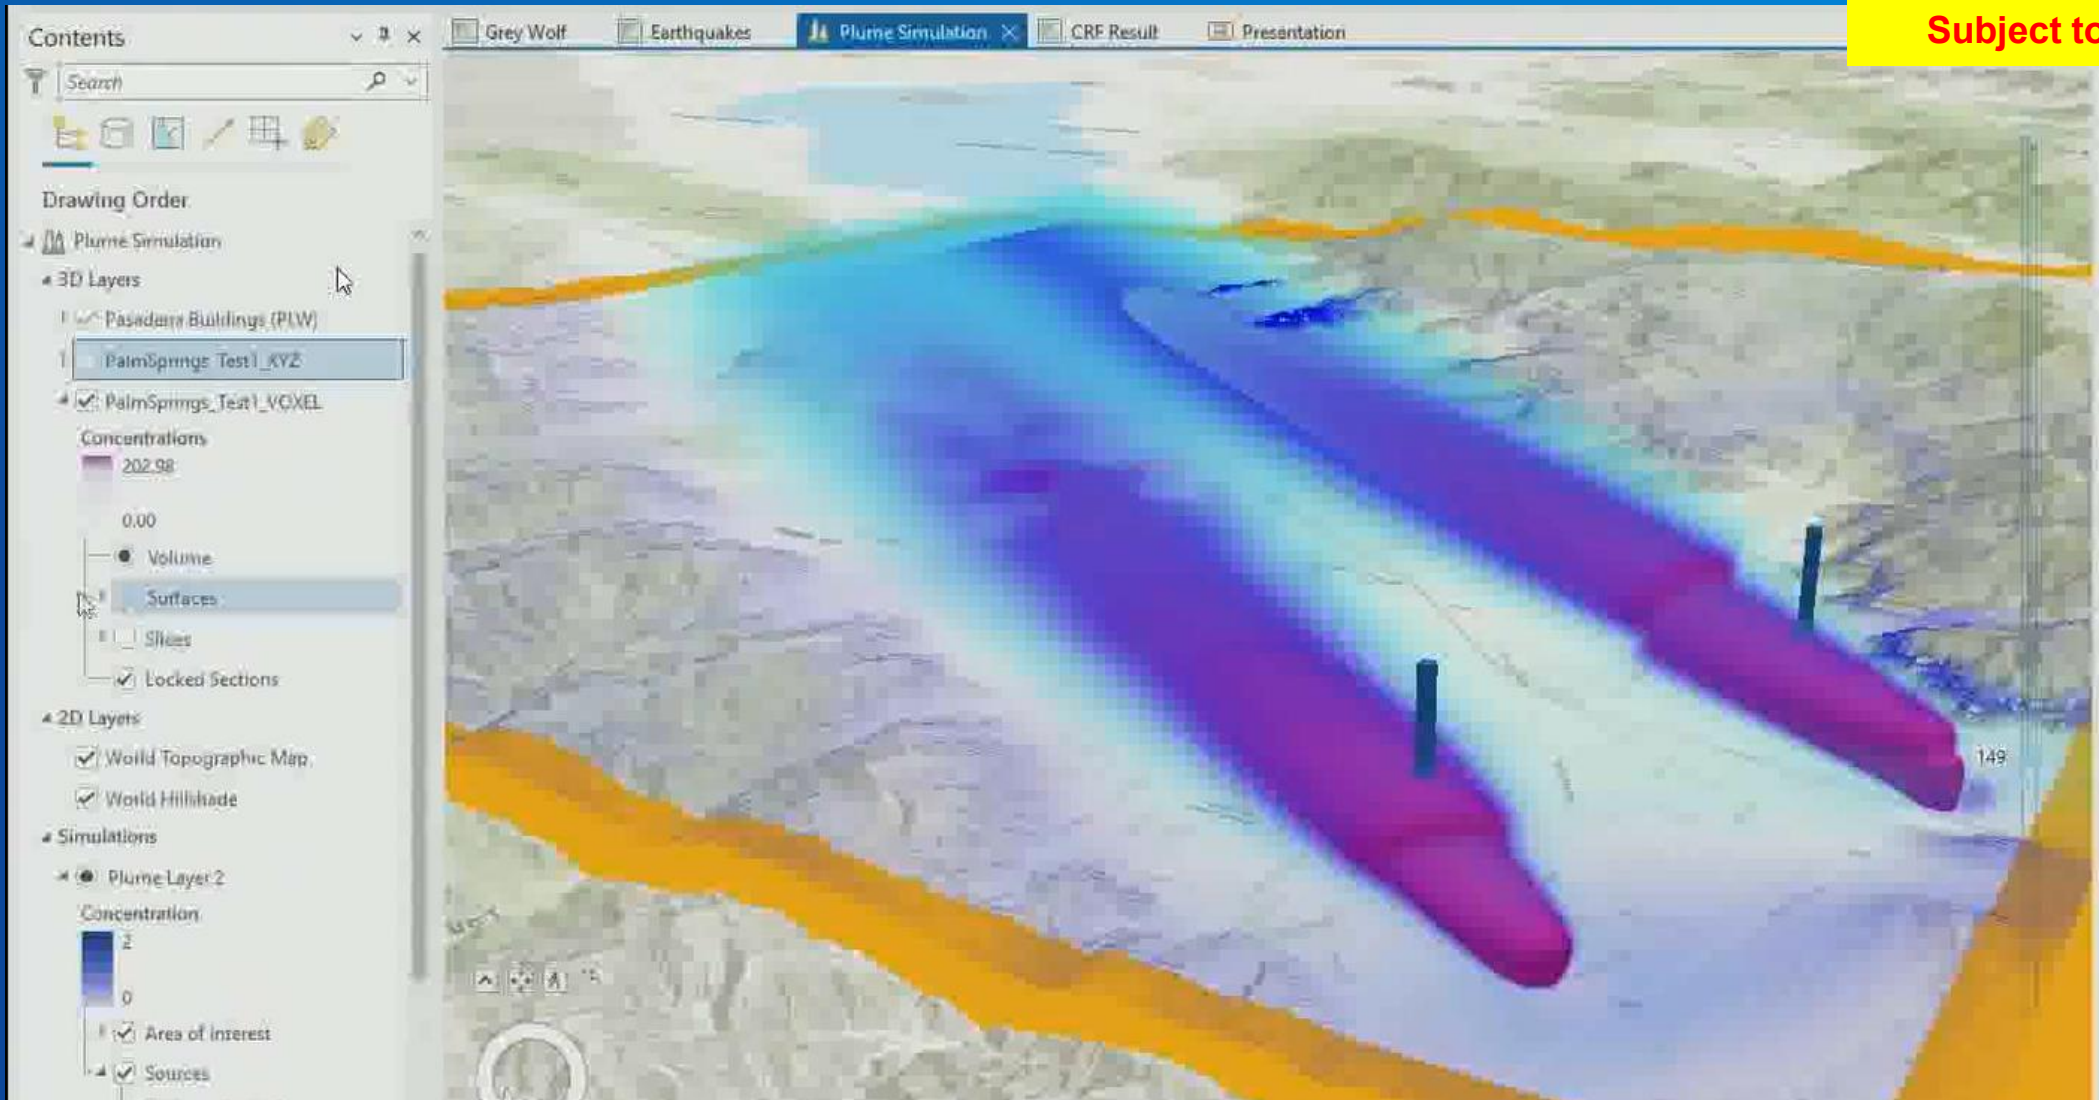 Contents
Search
Drawing Order
Plume Simulation
3D Layers
Pasadena Buildings (PLW)
PalmSprings_Test1_XYZ
PalmSprings_Test1_VOXEL
Concentrations
202.98
0.00
Volume
Surfaces
Slices
Locked Sections
2D Layers
World Topographic Map
World Hillshade
Simulations
Plume Layer 2
Concentration
2
0
Area of interest
Sources
Grey Wolf
Earthquakes
Plume Simulation
CRF Result
Presentation
Subject to
149